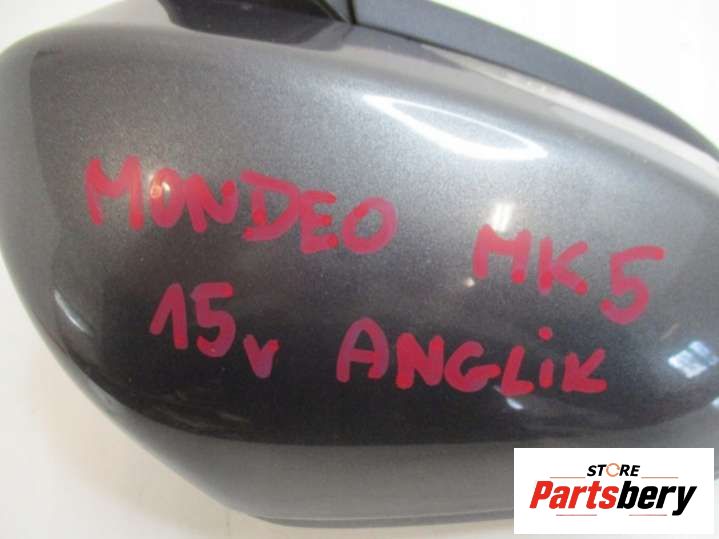 MONDEO MK5
15v ANGLiK
STORE
Partsbery